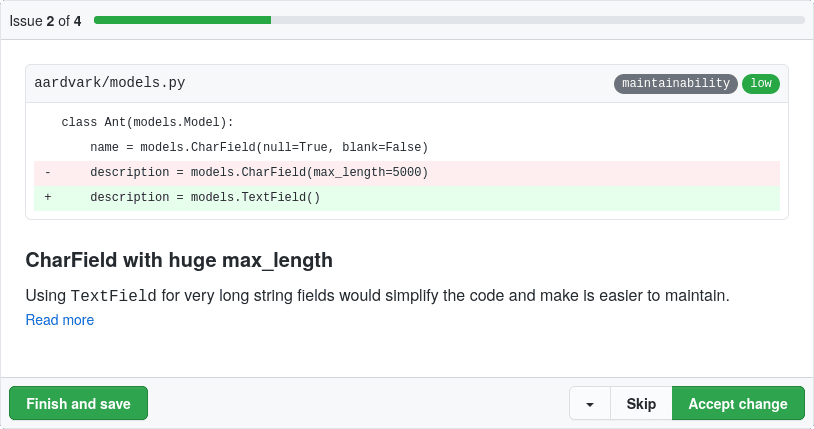 Issue 2 of 4
aardvark/models.py
maintainability low
class Ant(models.Model):
name = models.CharField(null=True, blank=False)
- description = models.CharField(max_length=5000)
+ description = models.TextField()
CharField with huge max_length
Using TextField for very long string fields would simplify the code and make is easier to maintain.
Read more
Finish and save
Skip
Accept change